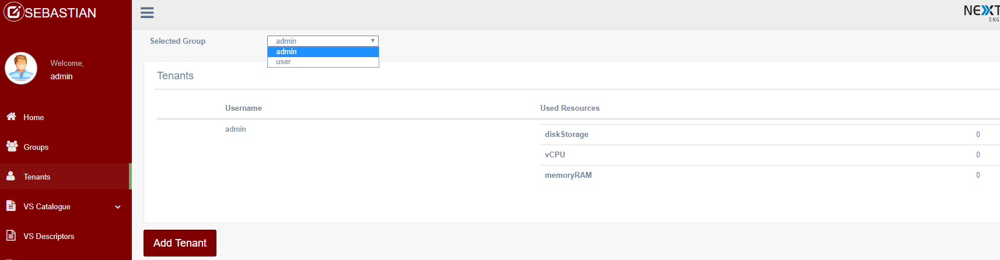 SEBASTIAN
NEXT
ENG
Selected Group
admin
admin
user
Welcome,
admin
Tenants
Username
Used Resources
admin
diskStorage
0
vCPU
0
memoryRAM
0
Home
Groups
Tenants
VS Catalogue
VS Descriptors
Add Tenant